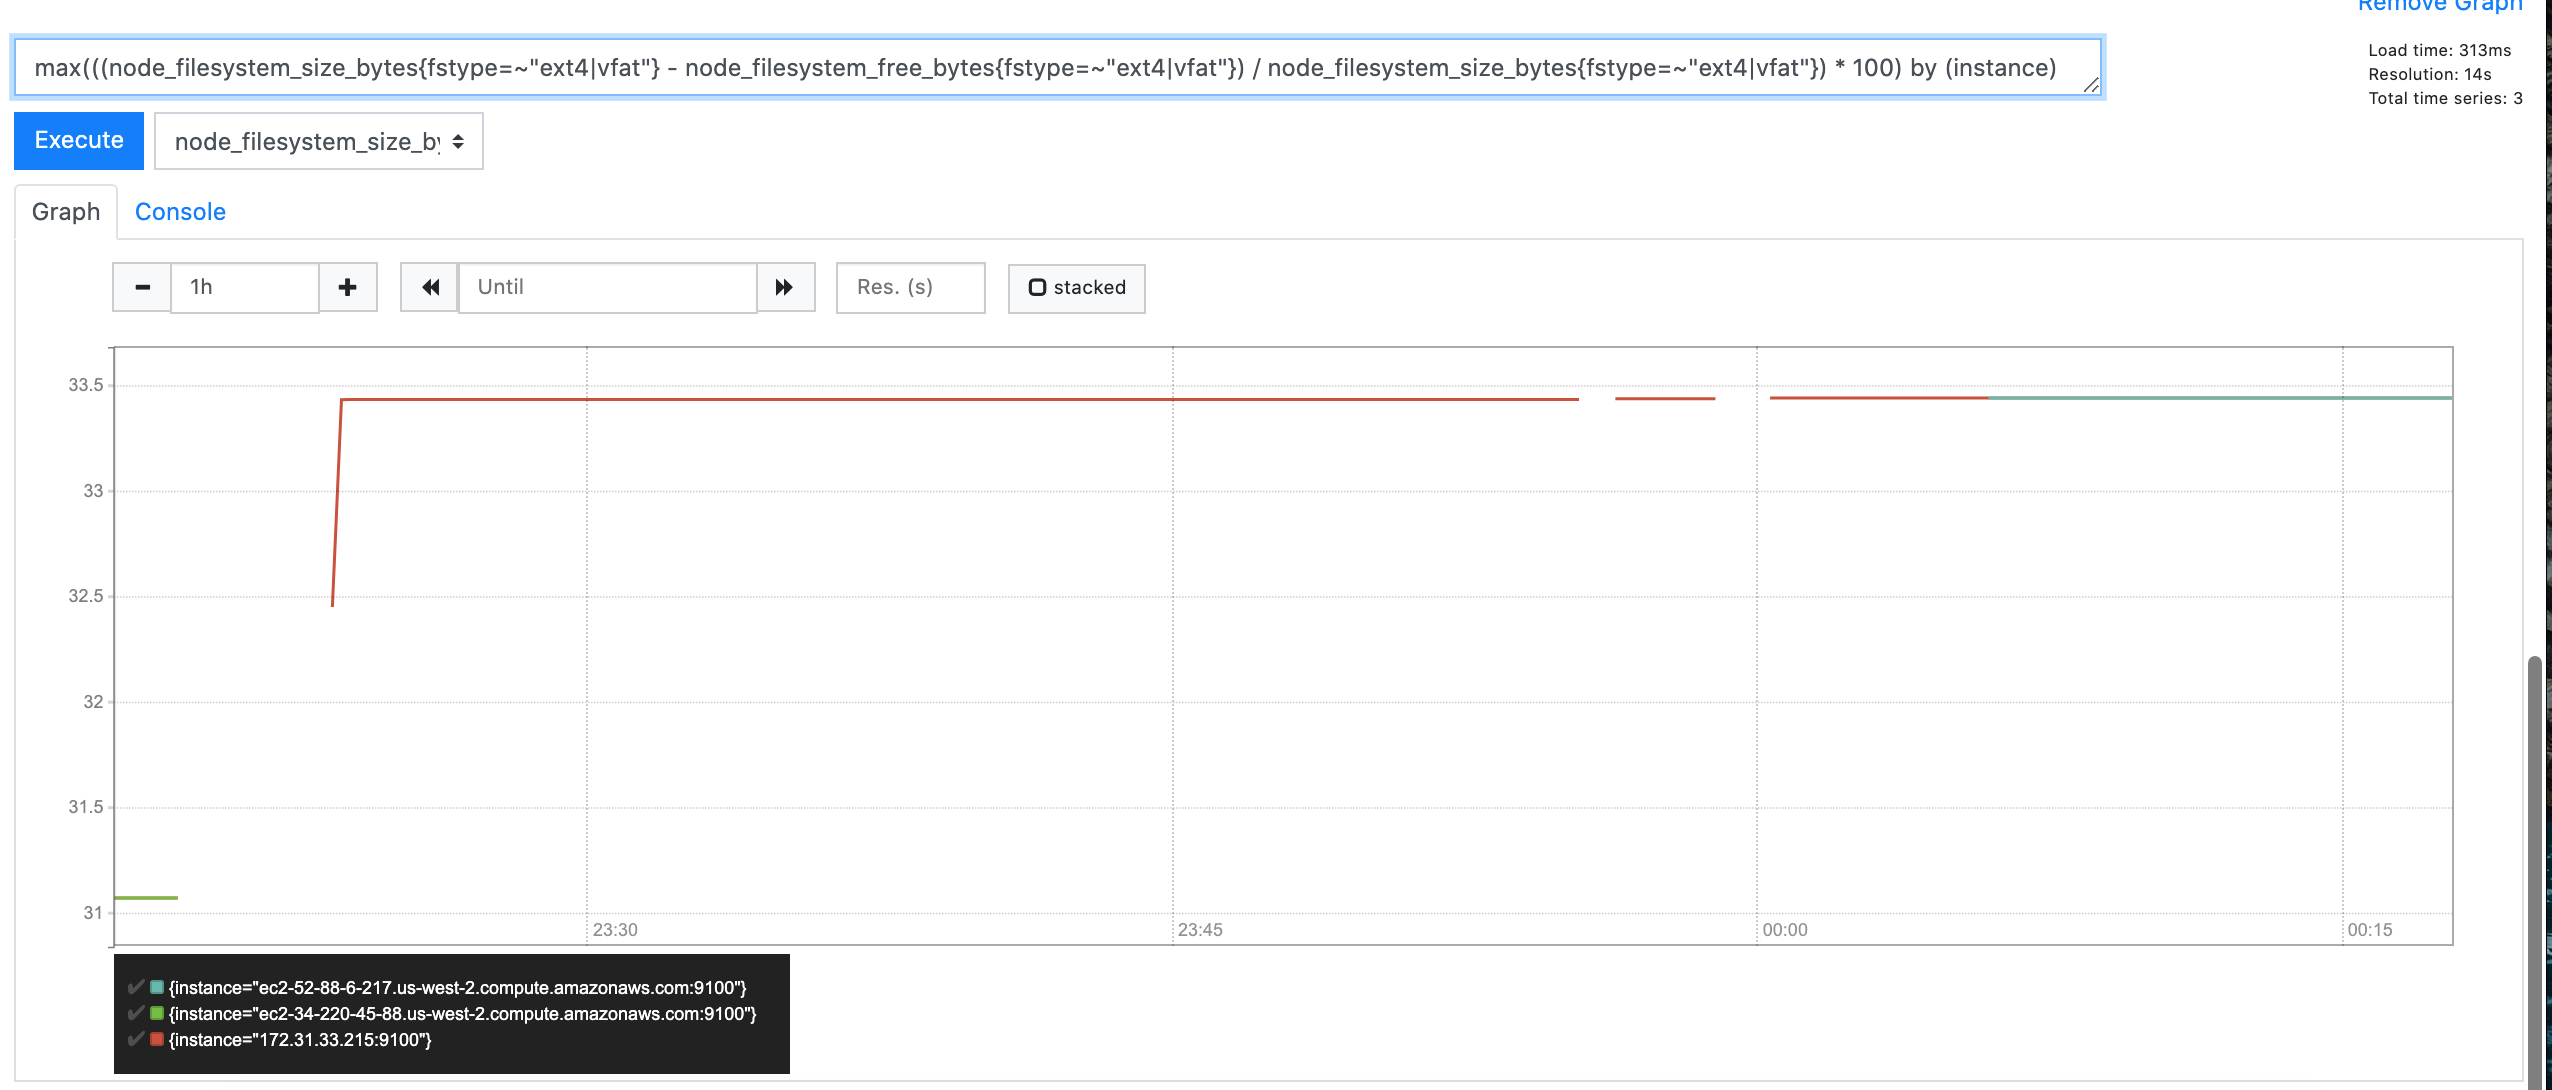 Remove Graph
max(((node_filesystem_size_bytes{fstype=~"ext4|vfat"} - node_filesystem_free_bytes{fstype=~"ext4|vfat"}) / node_filesystem_size_bytes{fstype=~"ext4|vfat"}) * 100) by (instance)
Load time: 313ms
Resolution: 14s
Total time series: 3
Execute
node_filesystem_size_by
Graph
Console
1h
Until
Res. (s)
stacked
33.5
33
32.5
32
31.5
31
23:30
23:45
00:00
00:15
{instance="ec2-52-88-6-217.us-west-2.compute.amazonaws.com:9100"}
{instance="ec2-34-220-45-88.us-west-2.compute.amazonaws.com:9100"}
{instance="172.31.33.215:9100"}